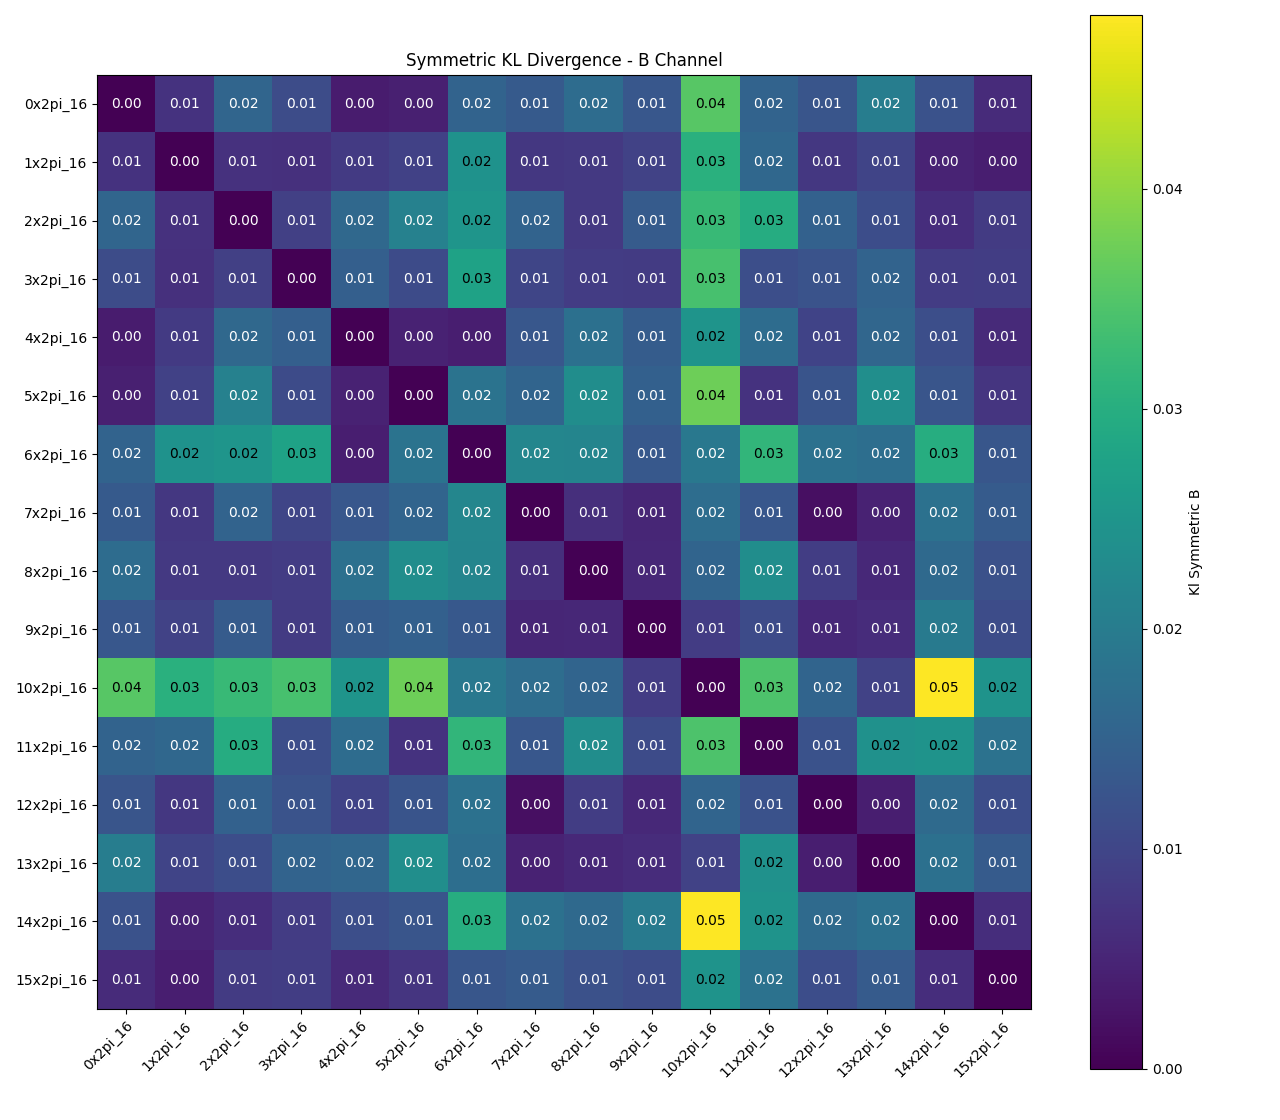 Symmetric KL Divergence - B Channel
0x2pi_16 0.00 0.01 0.02 0.01 0.00 0.00 0.02 0.01 0.02 0.01 0.04 0.02 0.01 0.02 0.01 0.01
1x2pi_16 0.01 0.00 0.01 0.01 0.01 0.01 0.02 0.01 0.01 0.01 0.03 0.02 0.01 0.01 0.00 0.00
2x2pi_16 0.02 0.01 0.00 0.01 0.02 0.02 0.02 0.02 0.01 0.01 0.03 0.03 0.01 0.01 0.01 0.01
3x2pi_16 0.01 0.01 0.01 0.00 0.01 0.01 0.03 0.01 0.01 0.01 0.03 0.01 0.01 0.02 0.01 0.01
4x2pi_16 0.00 0.01 0.02 0.01 0.00 0.00 0.00 0.01 0.02 0.01 0.02 0.02 0.01 0.02 0.01 0.01
5x2pi_16 0.00 0.01 0.02 0.01 0.00 0.00 0.02 0.02 0.02 0.01 0.04 0.01 0.01 0.02 0.01 0.01
6x2pi_16 0.02 0.02 0.02 0.03 0.00 0.02 0.00 0.02 0.02 0.01 0.02 0.03 0.02 0.02 0.03 0.01
7x2pi_16 0.01 0.01 0.02 0.01 0.01 0.02 0.02 0.00 0.01 0.01 0.02 0.01 0.00 0.00 0.02 0.01
8x2pi_16 0.02 0.01 0.01 0.01 0.02 0.02 0.02 0.01 0.00 0.01 0.02 0.02 0.01 0.01 0.02 0.01
9x2pi_16 0.01 0.01 0.01 0.01 0.01 0.01 0.01 0.01 0.01 0.00 0.01 0.01 0.01 0.01 0.02 0.01
10x2pi_16 0.04 0.03 0.03 0.03 0.02 0.04 0.02 0.02 0.02 0.01 0.00 0.03 0.02 0.01 0.05 0.02
11x2pi_16 0.02 0.02 0.03 0.01 0.02 0.01 0.03 0.01 0.02 0.01 0.03 0.00 0.01 0.02 0.02 0.02
12x2pi_16 0.01 0.01 0.01 0.01 0.01 0.01 0.02 0.00 0.01 0.01 0.02 0.01 0.00 0.00 0.02 0.01
13x2pi_16 0.02 0.01 0.01 0.02 0.02 0.02 0.02 0.00 0.01 0.01 0.01 0.02 0.00 0.00 0.02 0.01
14x2pi_16 0.01 0.00 0.01 0.01 0.01 0.01 0.03 0.02 0.02 0.02 0.05 0.02 0.02 0.02 0.00 0.01
15x2pi_16 0.01 0.00 0.01 0.01 0.01 0.01 0.01 0.01 0.01 0.01 0.02 0.02 0.01 0.01 0.01 0.00
0x2pi_16 1x2pi_16 2x2pi_16 3x2pi_16 4x2pi_16 5x2pi_16 6x2pi_16 7x2pi_16 8x2pi_16 9x2pi_16 10x2pi_16 11x2pi_16 12x2pi_16 13x2pi_16 14x2pi_16 15x2pi_16
0.04
0.03
0.02
0.01
0.00
Kl Symmetric B